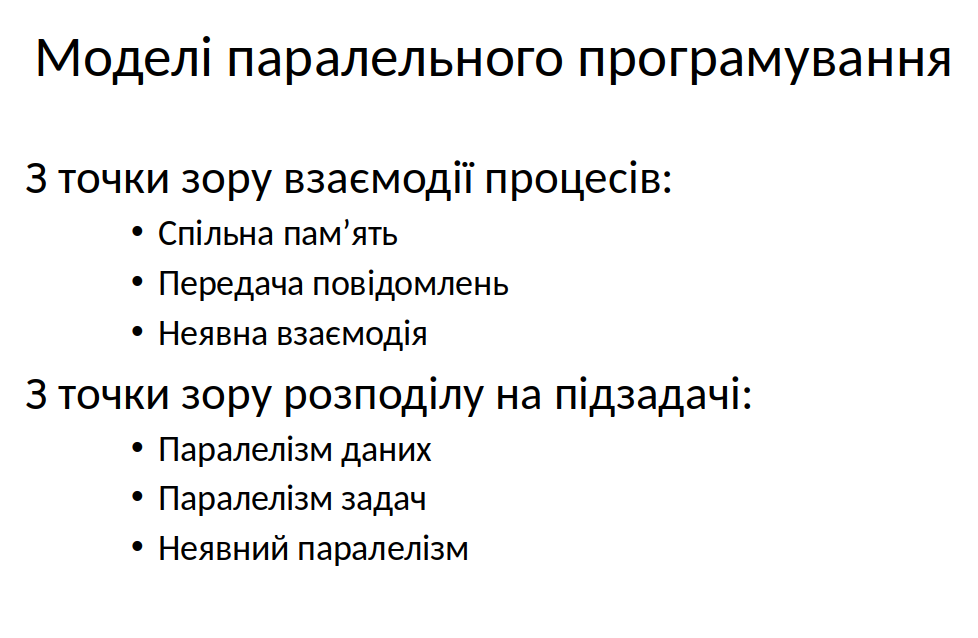 Моделі паралельного програмування
З точки зору взаємодії процесів:
• Спільна пам’ять
• Передача повідомлень
• Неявна взаємодія
З точки зору розподілу на підзадачі:
• Паралелізм даних
• Паралелізм задач
• Неявний паралелізм